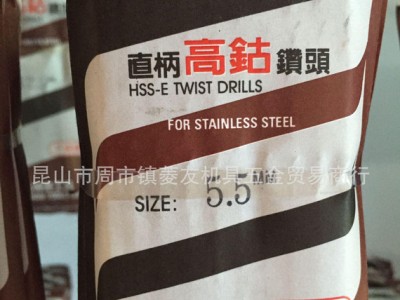 直柄高鈷鑽頭
HSS-E TWIST DRILLS
FOR STAINLESS STEEL
昆山市周市镇菱友机具五金贸易商行
SIZE: 5.5mm